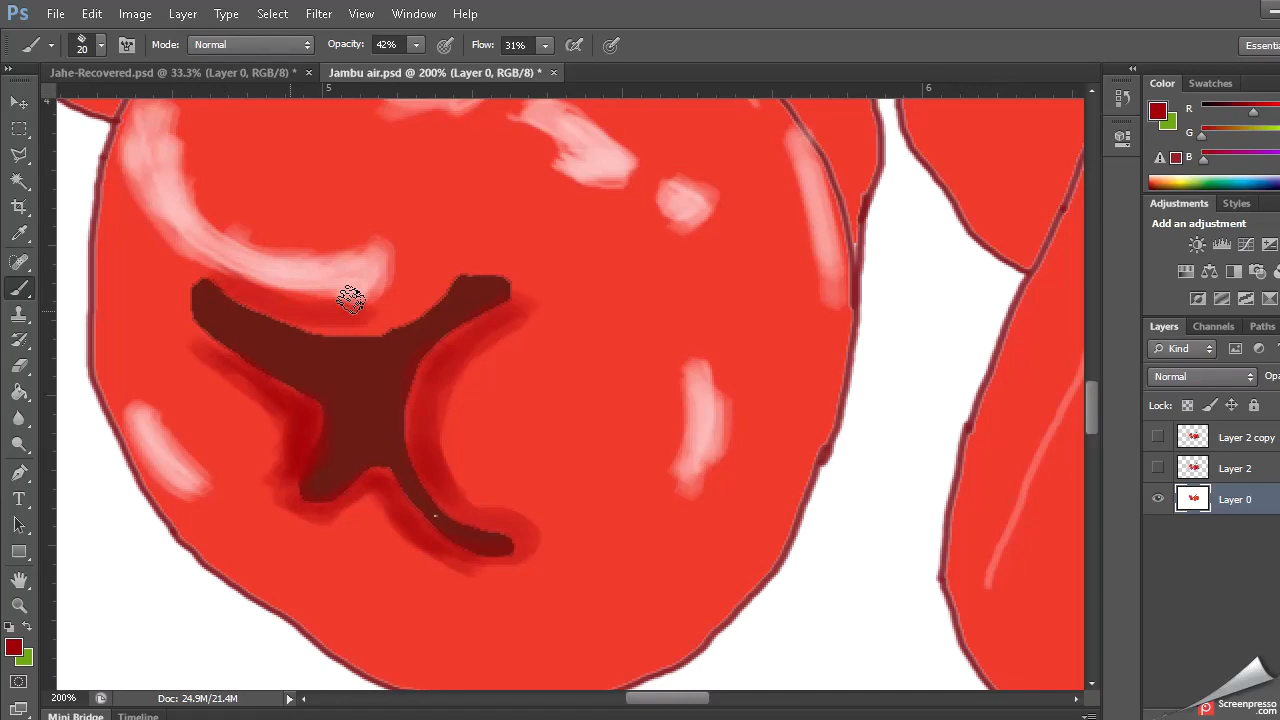 Ps File Edit Image Layer Type Select Filter View Window Help
20 Mode: Normal Opacity: 42% Flow: 31% Essenti
Jahe-Recovered.psd @ 33.3% (Layer 0, RGB/8) * × Jambu air.psd @ 200% (Layer 0, RGB/8) * ×
4 5 6
Color Swatches
R
G
B
Adjustments Styles
Add an adjustment
Layers Channels Paths
Kind
Normal Opa
Lock:
Layer 2 copy
Layer 2
Layer 0
T
200% Doc: 24.9M/21.4M
Mini Bridge Timeline
Screenpresso
.com